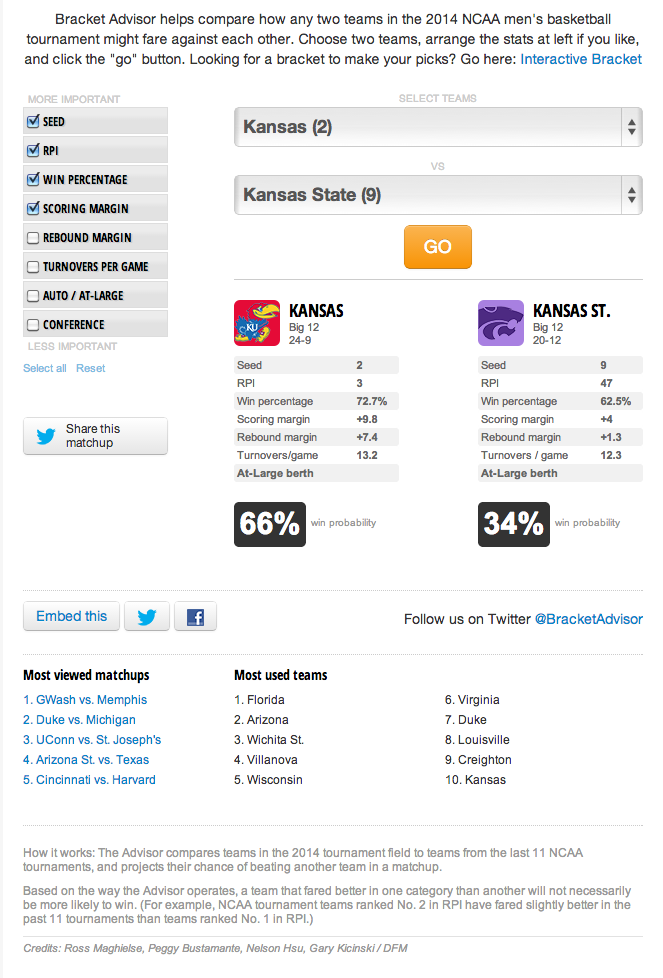 Bracket Advisor helps compare how any two teams in the 2014 NCAA men's basketball
tournament might fare against each other. Choose two teams, arrange the stats at left if you like,
and click the "go" button. Looking for a bracket to make your picks? Go here: Interactive Bracket
MORE IMPORTANT
SEED
RPI
WIN PERCENTAGE
SCORING MARGIN
REBOUND MARGIN
TURNOVERS PER GAME
AUTO / AT-LARGE
CONFERENCE
LESS IMPORTANT
Select all Reset
Share this
matchup
SELECT TEAMS
Kansas (2)
VS
Kansas State (9)
GO
KU
KANSAS
Big 12
24-9
Seed 2
RPI 3
Win percentage 72.7%
Scoring margin +9.8
Rebound margin +7.4
Turnovers/game 13.2
At-Large berth
66% win probability
KANSAS ST.
Big 12
20-12
Seed 9
RPI 47
Win percentage 62.5%
Scoring margin +4
Rebound margin +1.3
Turnovers / game 12.3
At-Large berth
34% win probability
Embed this
Follow us on Twitter @BracketAdvisor
Most viewed matchups
1. GWash vs. Memphis
2. Duke vs. Michigan
3. UConn vs. St. Joseph's
4. Arizona St. vs. Texas
5. Cincinnati vs. Harvard
Most used teams
1. Florida
2. Arizona
3. Wichita St.
4. Villanova
5. Wisconsin
6. Virginia
7. Duke
8. Louisville
9. Creighton
10. Kansas
How it works: The Advisor compares teams in the 2014 tournament field to teams from the last 11 NCAA
tournaments, and projects their chance of beating another team in a matchup.
Based on the way the Advisor operates, a team that fared better in one category than another will not necessarily
be more likely to win. (For example, NCAA tournament teams ranked No. 2 in RPI have fared slightly better in the
past 11 tournaments than teams ranked No. 1 in RPI.)
Credits: Ross Maghielse, Peggy Bustamante, Nelson Hsu, Gary Kicinski / DFM